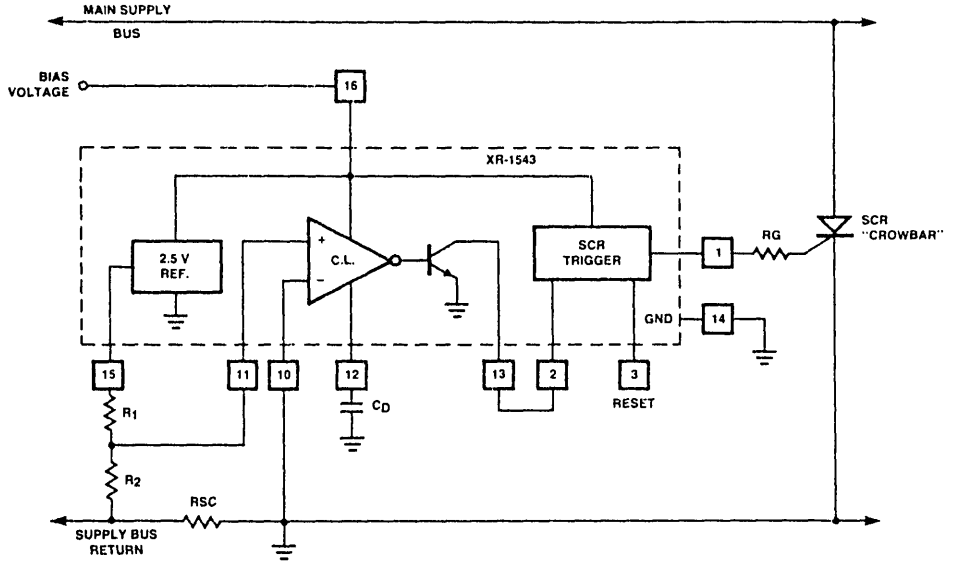 MAIN SUPPLY
BUS
BIAS
VOLTAGE
16
XR-1543
2.5 V
REF.
+
C.L.
−
SCR
TRIGGER
1
RG
SCR
"CROWBAR"
GND
14
15
11
10
12
13
2
3
RESET
CD
R1
R2
RSC
SUPPLY BUS
RETURN